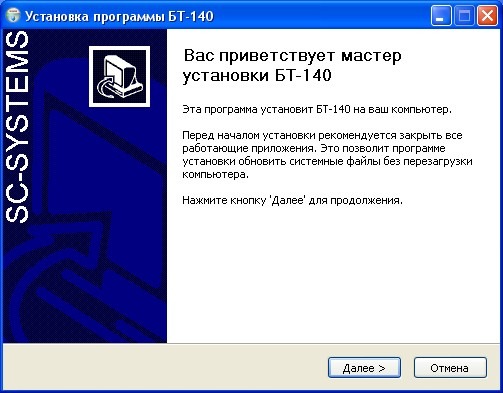 Установка программы БТ-140
SC-SYSTEMS
Вас приветствует мастер
установки БТ-140
Эта программа установит БТ-140 на ваш компьютер.
Перед началом установки рекомендуется закрыть все
работающие приложения. Это позволит программе
установки обновить системные файлы без перезагрузки
компьютера.
Нажмите кнопку 'Далее' для продолжения.
Далее >
Отмена